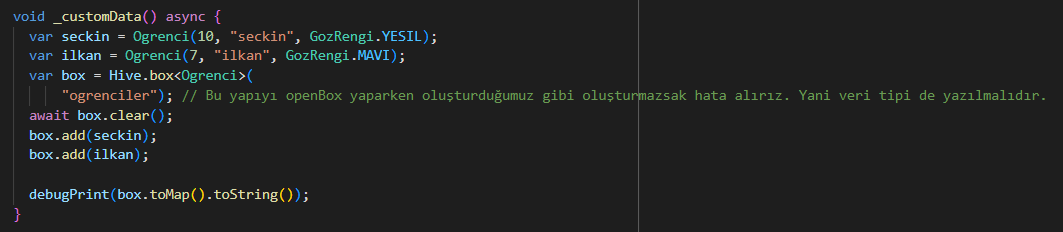 void _customData() async {
  var seckin = Ogrenci(10, "seckin", GozRengi.YESIL);
  var ilkan = Ogrenci(7, "ilkan", GozRengi.MAVI);
  var box = Hive.box<Ogrenci>(
      "ogrenciler"); // Bu yapıyı openBox yaparken oluşturduğumuz gibi oluşturmazsak hata alırız. Yani veri tipi de yazılmalıdır.
  await box.clear();
  box.add(seckin);
  box.add(ilkan);

  debugPrint(box.toMap().toString());
}